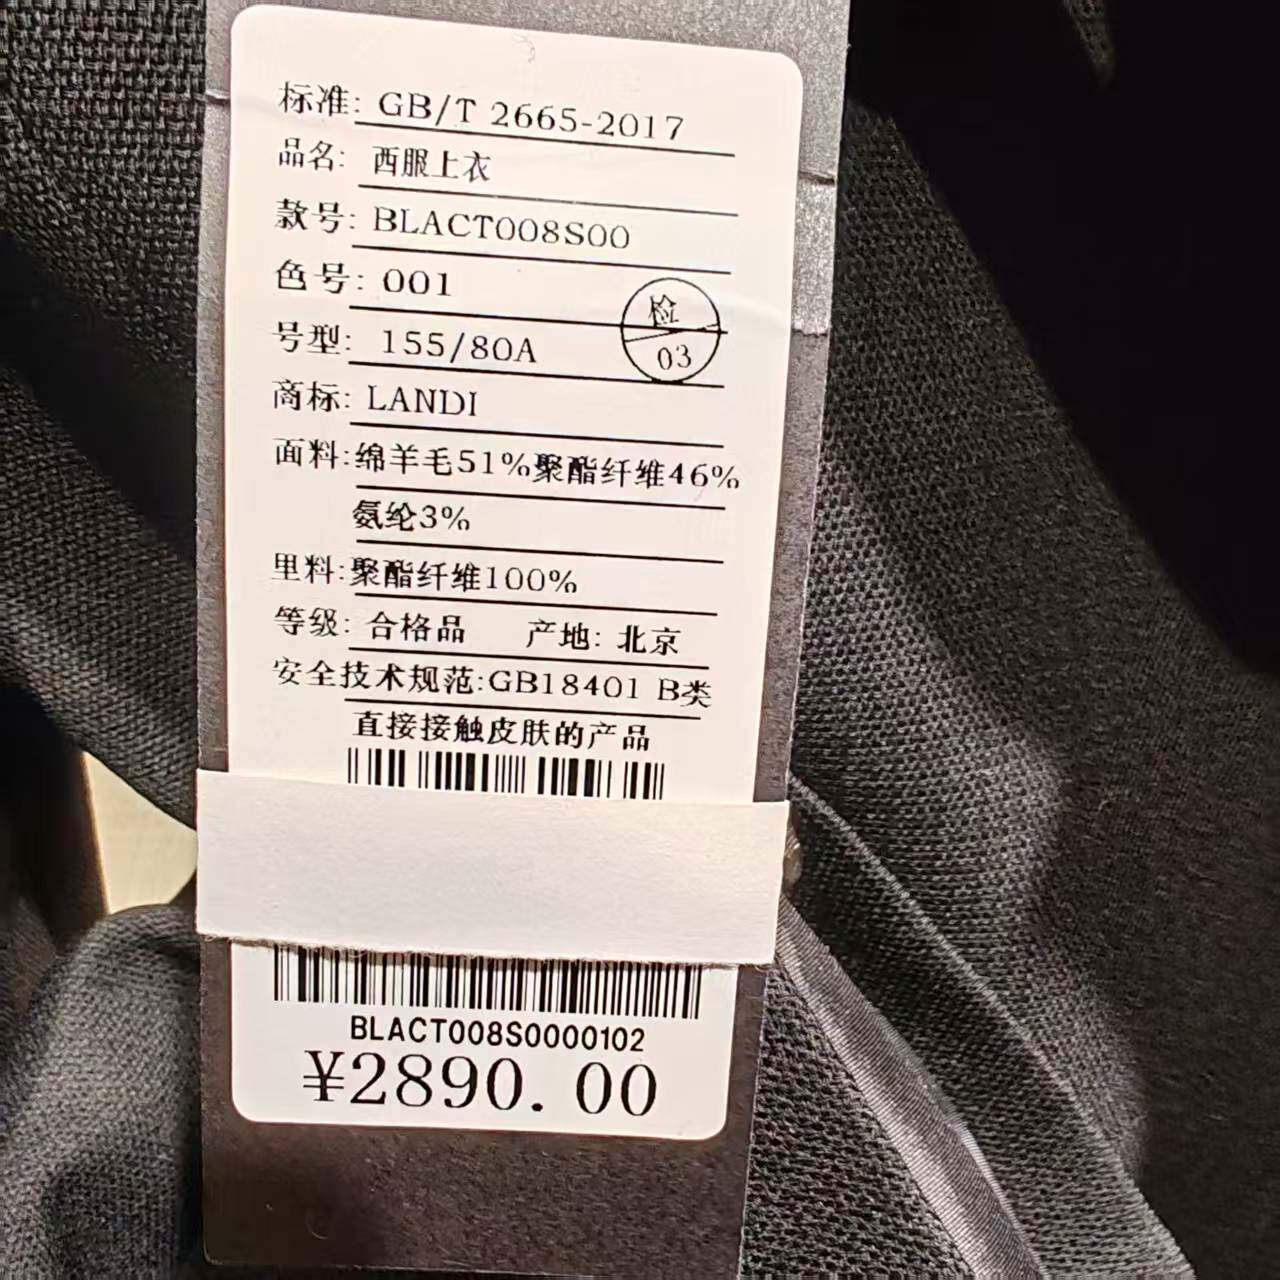 标准: GB/T 2665-2017
品名: 西服上衣
款号: BLACT008S00
色号: 001
检
号型: 155/80A
03
商标: LANDI
面料:绵羊毛51%聚酯纤维46%
氨纶3%
里料:聚酯纤维100%
等级: 合格品 产地: 北京
安全技术规范:GB18401 B类
直接接触皮肤的产品
BLACT008S0000102
¥2890.00